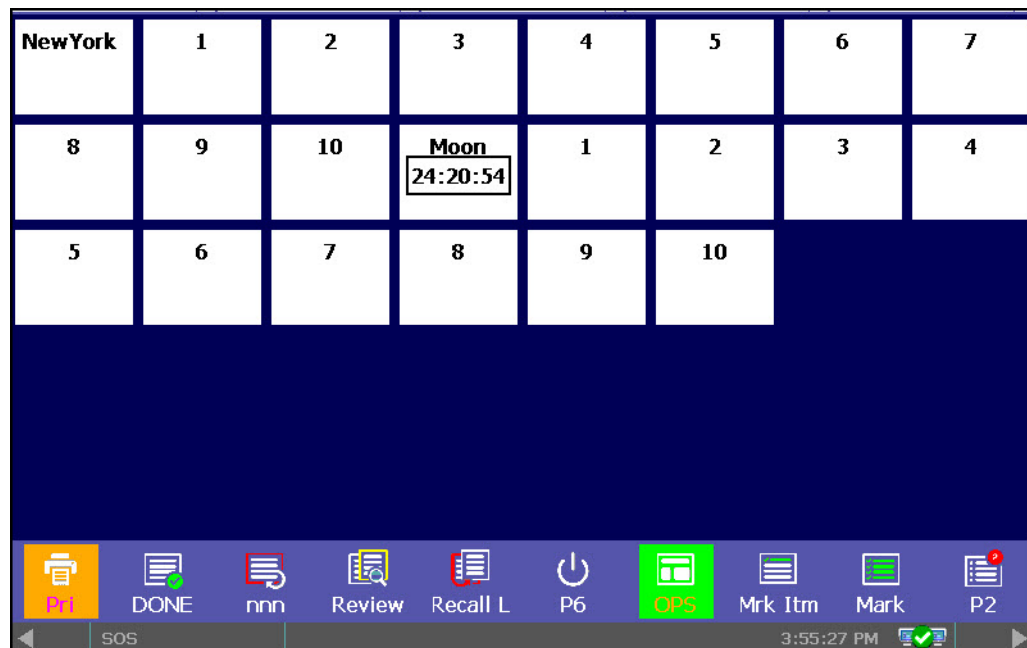 NewYork 1 2 3 4 5 6 7
8 9 10 Moon 1 2 3 4
24:20:54
5 6 7 8 9 10
2
Pri DONE nnn Review Recall L P6 OPS Mrk Itm Mark P2
SOS 3:55:27 PM